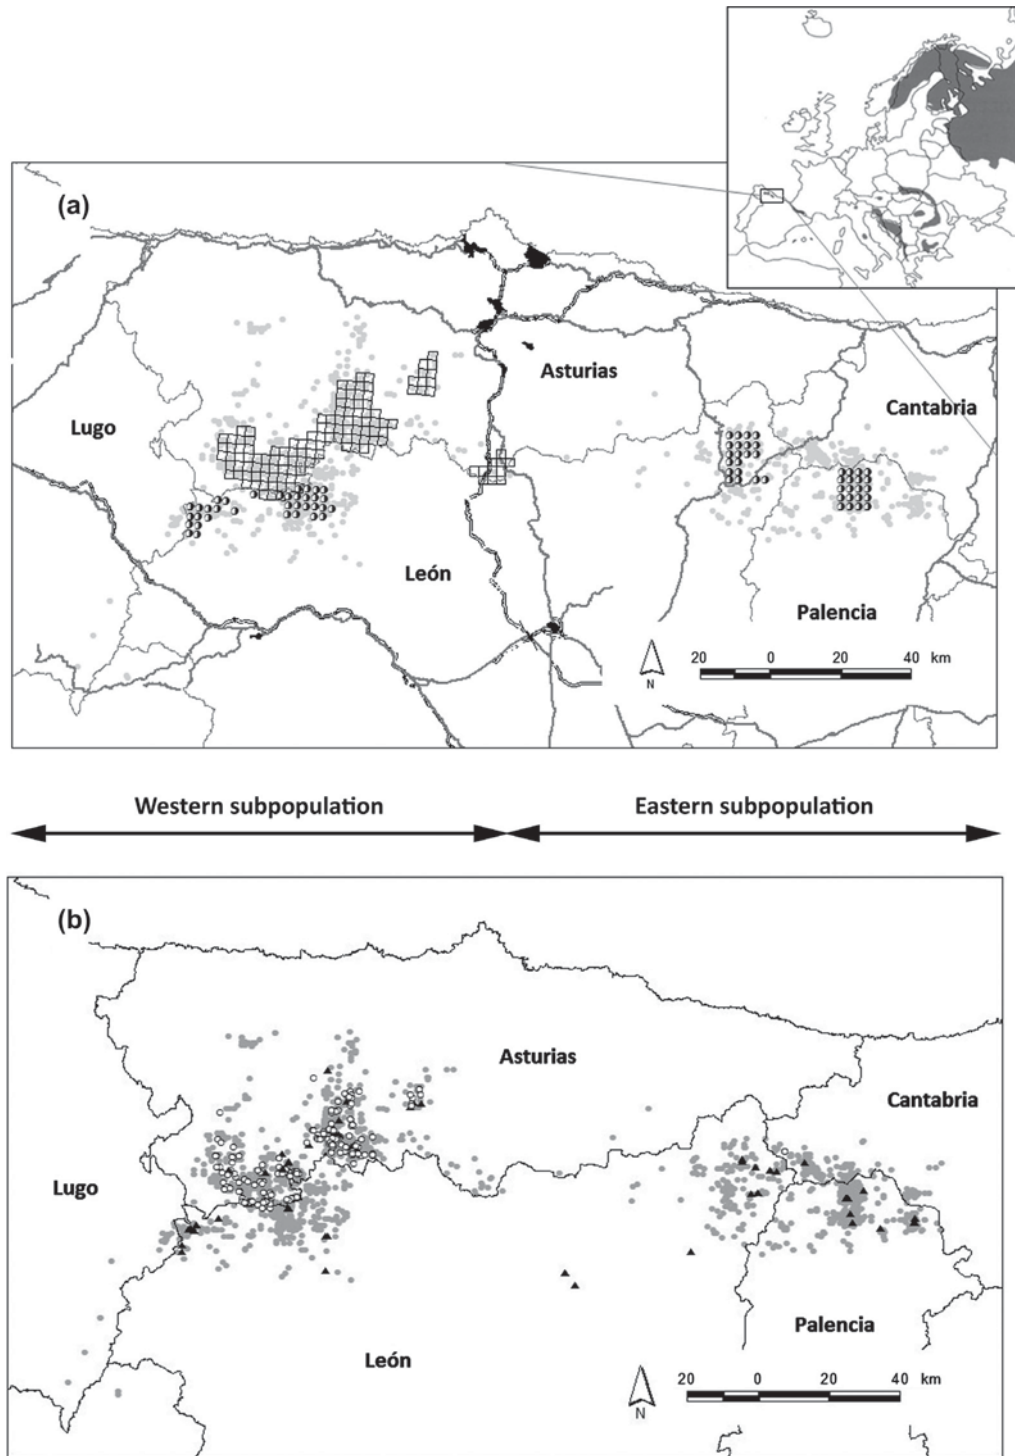 (a)
Asturias
Cantabria
Lugo
León
Palencia
N
20 0 20 40 km
Western subpopulation
Eastern subpopulation
(b)
Asturias
Cantabria
Lugo
Palencia
León
N
20 0 20 40 km